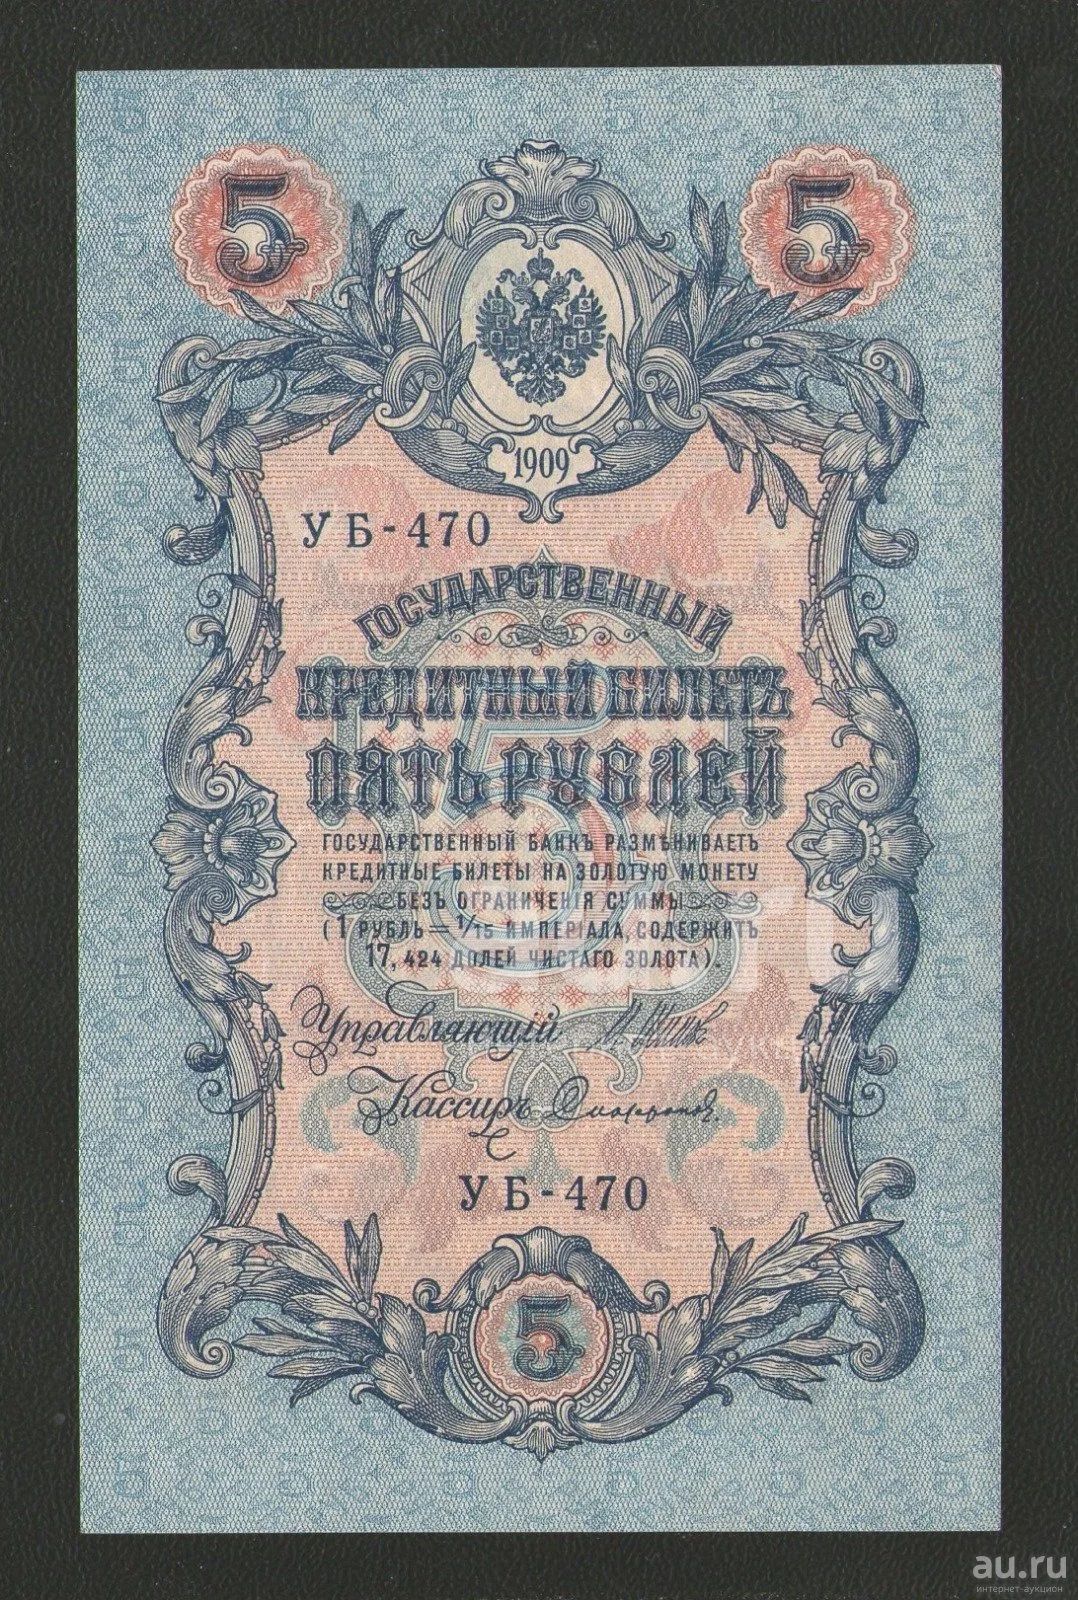 5 5
1909
УБ-470
ГОСУДАРСТВЕННЫЙ
КРЕДИТНЫЙ БИЛЕТЪ
ПЯТЬ РУБЛЕЙ
ГОСУДАРСТВЕННЫЙ БАНКЪ РАЗМѢНИВАЕТЪ
КРЕДИТНЫЕ БИЛЕТЫ НА ЗОЛОТУЮ МОНЕТУ
БЕЗЪ ОГРАНИЧЕНІЯ СУММЫ
(1 РУБЛЬ = 1/15 ИМПЕРІАЛА, СОДЕРЖИТЪ
17,424 ДОЛЕЙ ЧИСТАГО ЗОЛОТА).
Управляющій
Кассиръ
УБ-470
5
au.ru
интернет-аукцион